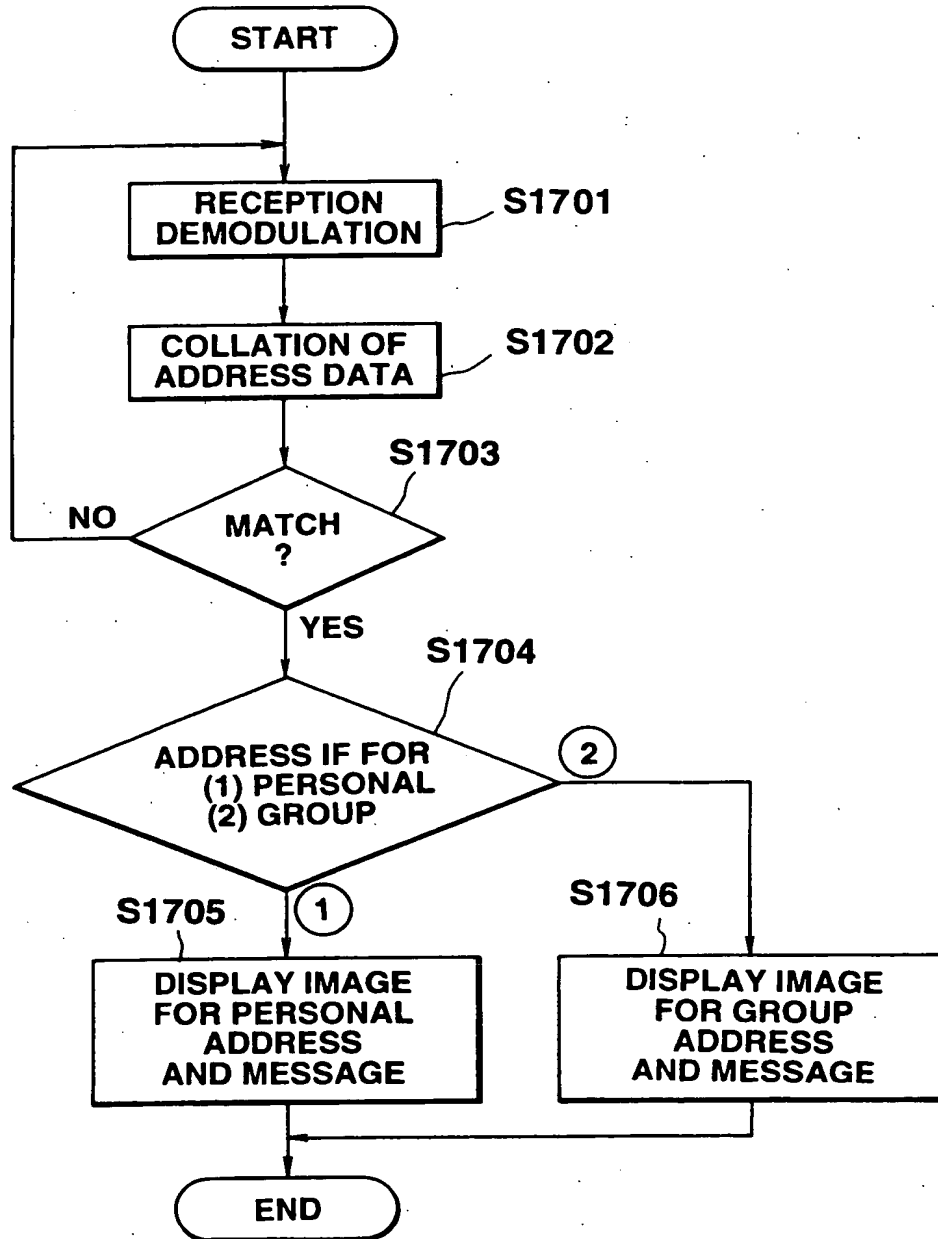 START
RECEPTION
DEMODULATION
S1701
COLLATION OF
ADDRESS DATA
S1702
S1703
MATCH
?
NO
YES
S1704
ADDRESS IF FOR
(1) PERSONAL
(2) GROUP
2
1
S1705
DISPLAY IMAGE
FOR PERSONAL
ADDRESS
AND MESSAGE
S1706
DISPLAY IMAGE
FOR GROUP
ADDRESS
AND MESSAGE
END